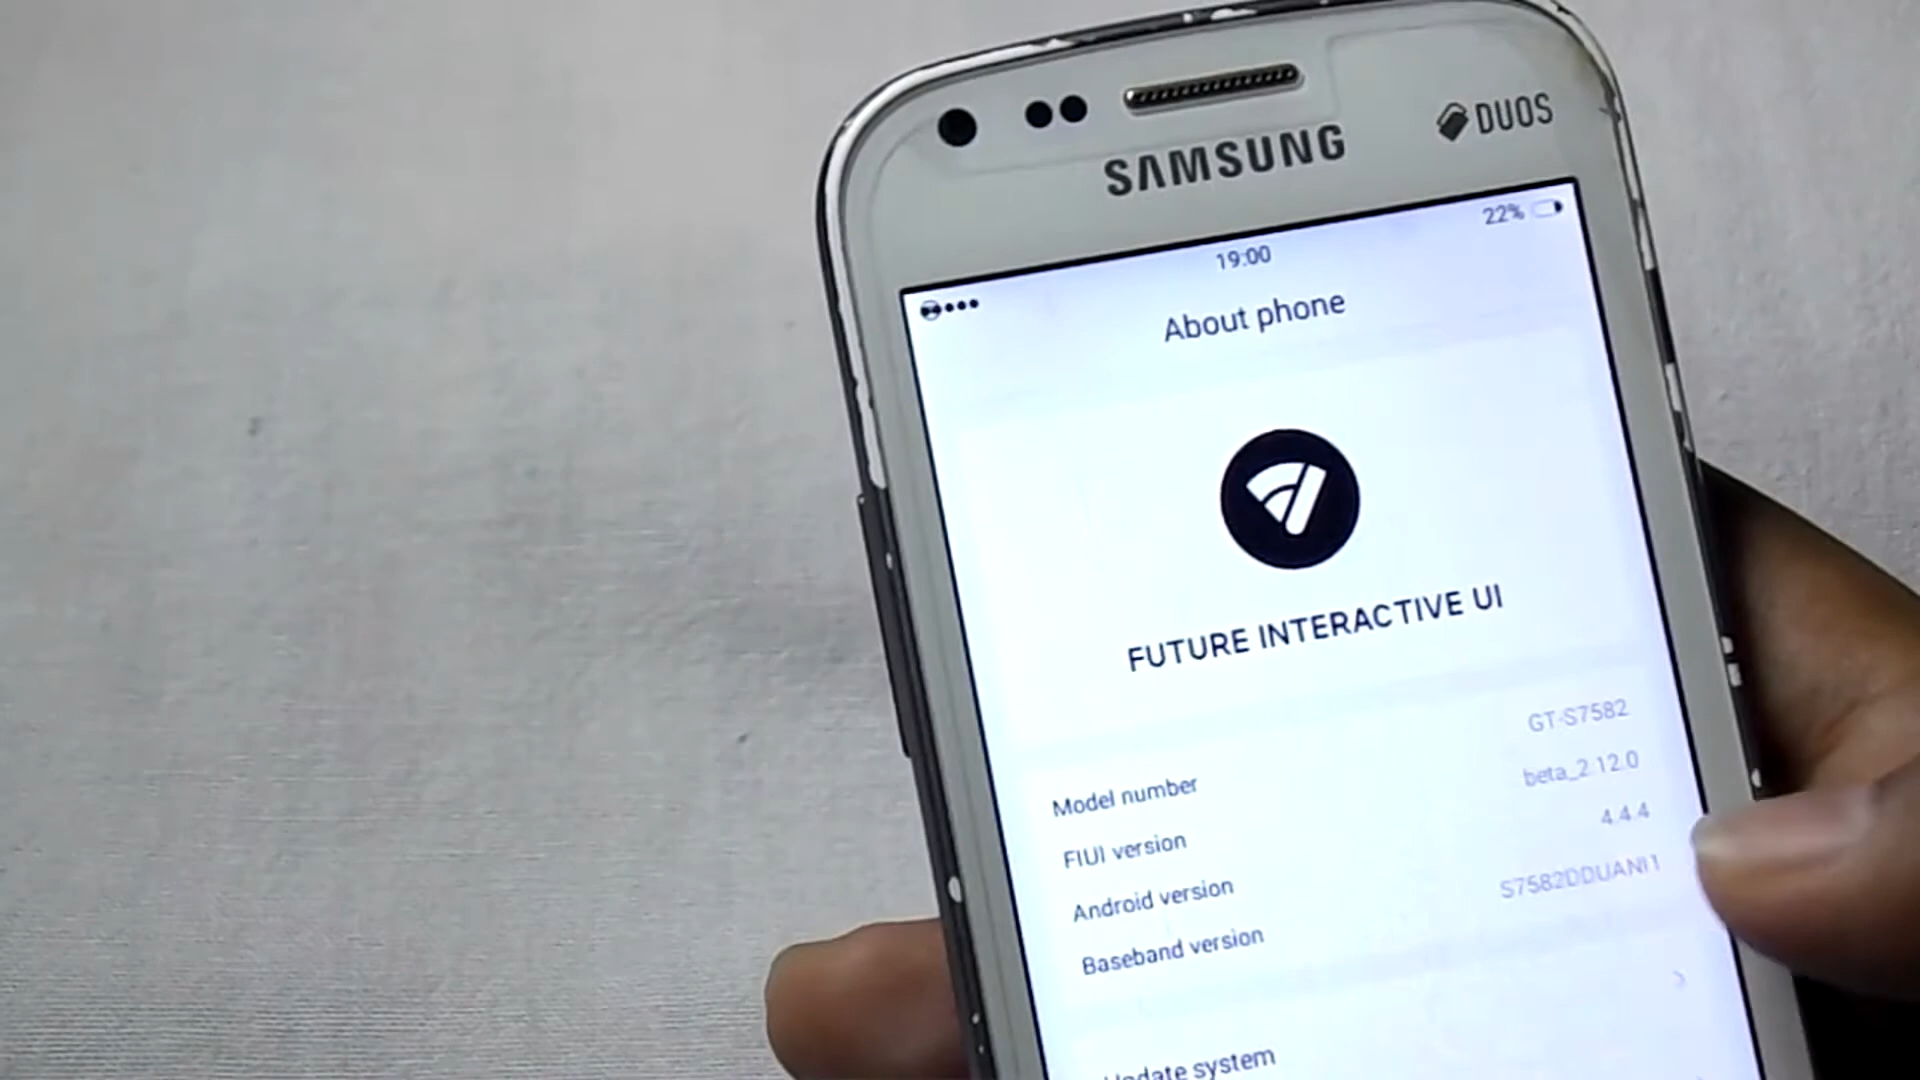 SAMSUNG
DUOS
22%
19:00
About phone
FUTURE INTERACTIVE UI
Model number GT-S7582
FIUI version beta_2.12.0
Android version 4.4.4
Baseband version S7582DDUANI1
Update system